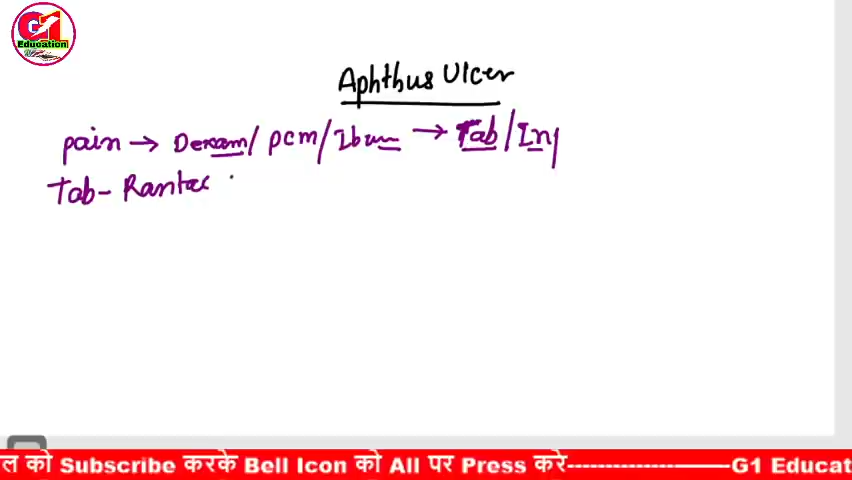 G1
Education
Aphthus Ulcer
pain → Dexam/ pcm/Ibu → Tab/Inj
Tab- Rantac
ल को Subscribe करके Bell Icon को All पर Press करे-----------------------------G1 Educat